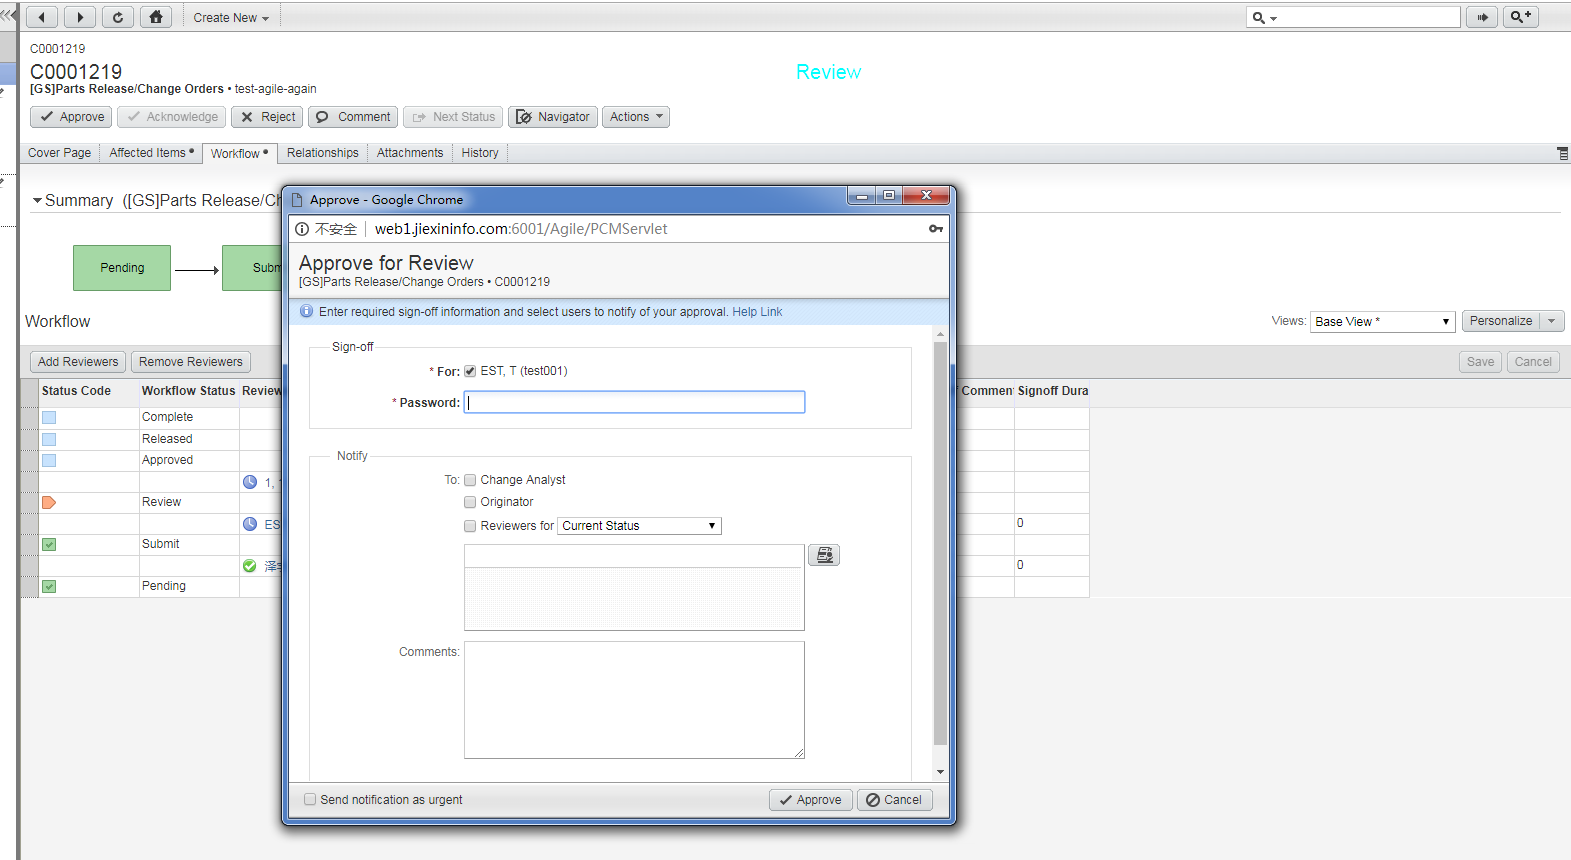 Create New
C0001219
C0001219
Review
[GS]Parts Release/Change Orders • test-agile-again
Approve
Acknowledge
Reject
Comment
Next Status
Navigator
Actions
Cover Page
Affected Items •
Workflow •
Relationships
Attachments
History
Summary ([GS]Parts Release/Ch
Pending
Subm
Workflow
Views:
Base View *
Personalize
Add Reviewers
Remove Reviewers
Save
Cancel
Status Code
Workflow Status
Review
Commen
Signoff Dura
Complete
Released
Approved
1,
Review
ES
0
Submit
0
Pending
Approve - Google Chrome
不安全
web1.jiexininfo.com:6001/Agile/PCMServlet
Approve for Review
[GS]Parts Release/Change Orders • C0001219
Enter required sign-off information and select users to notify of your approval. Help Link
Sign-off
* For: EST, T (test001)
* Password:
Notify
To: Change Analyst
Originator
Reviewers for Current Status
Comments:
Send notification as urgent
Approve
Cancel